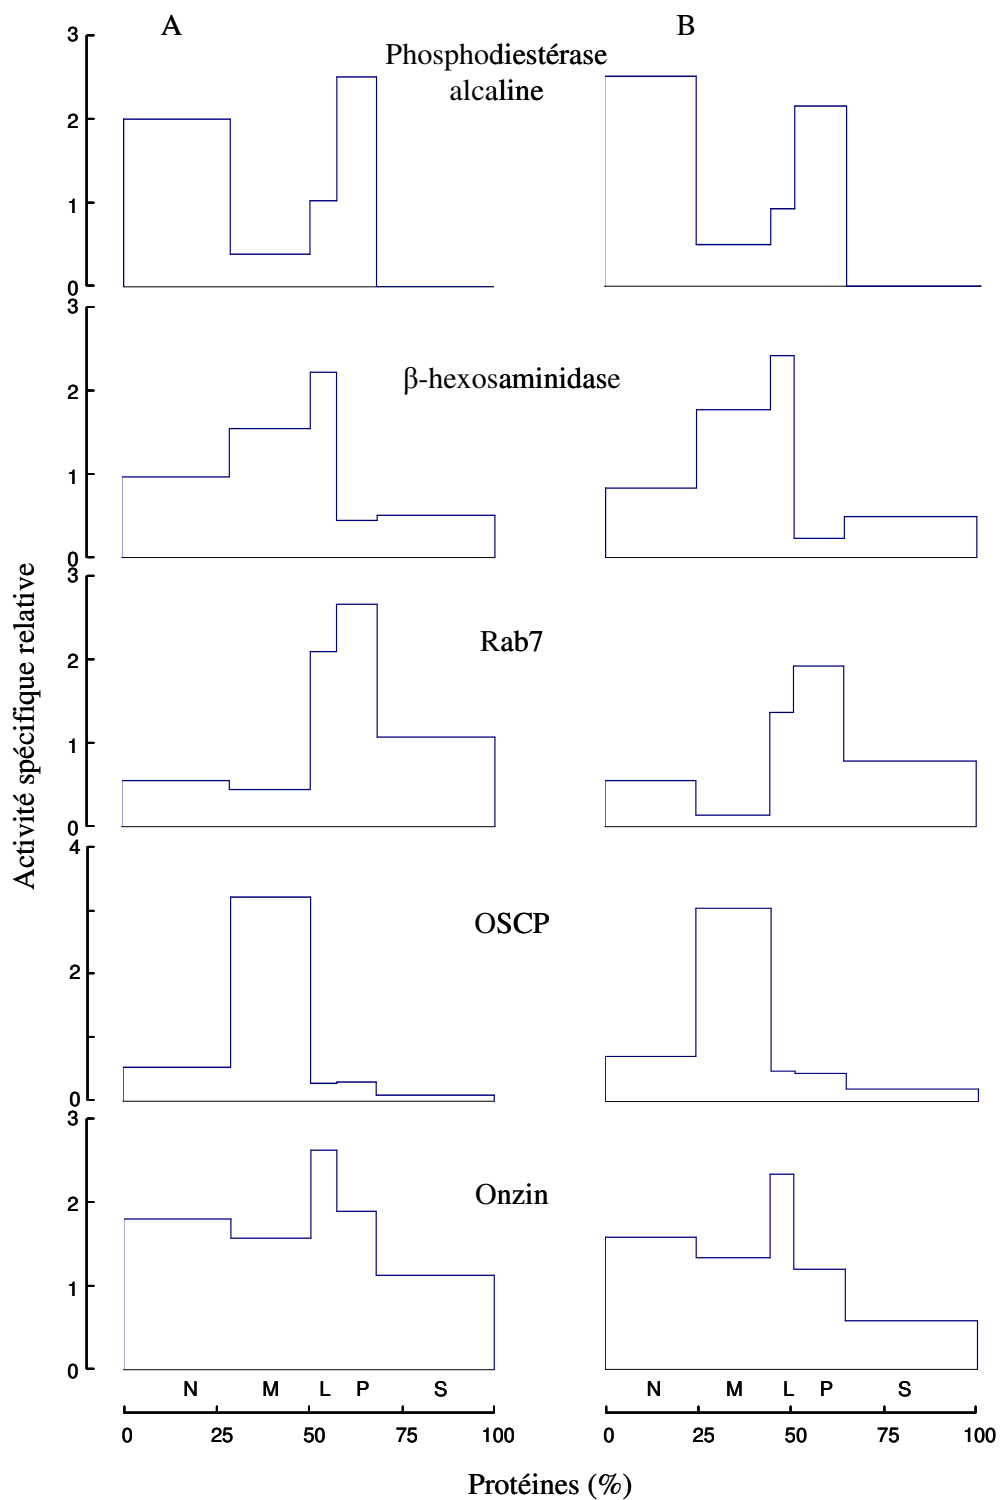 A
B
3
2
1
0
Phosphodiestérase
alcaline
3
2
1
0
β-hexosaminidase
3
2
1
0
Rab7
4
2
0
OSCP
3
2
1
0
Onzin
Activité spécifique relative
N M L P S
N M L P S
0 25 50 75 100
0 25 50 75 100
Protéines (%)